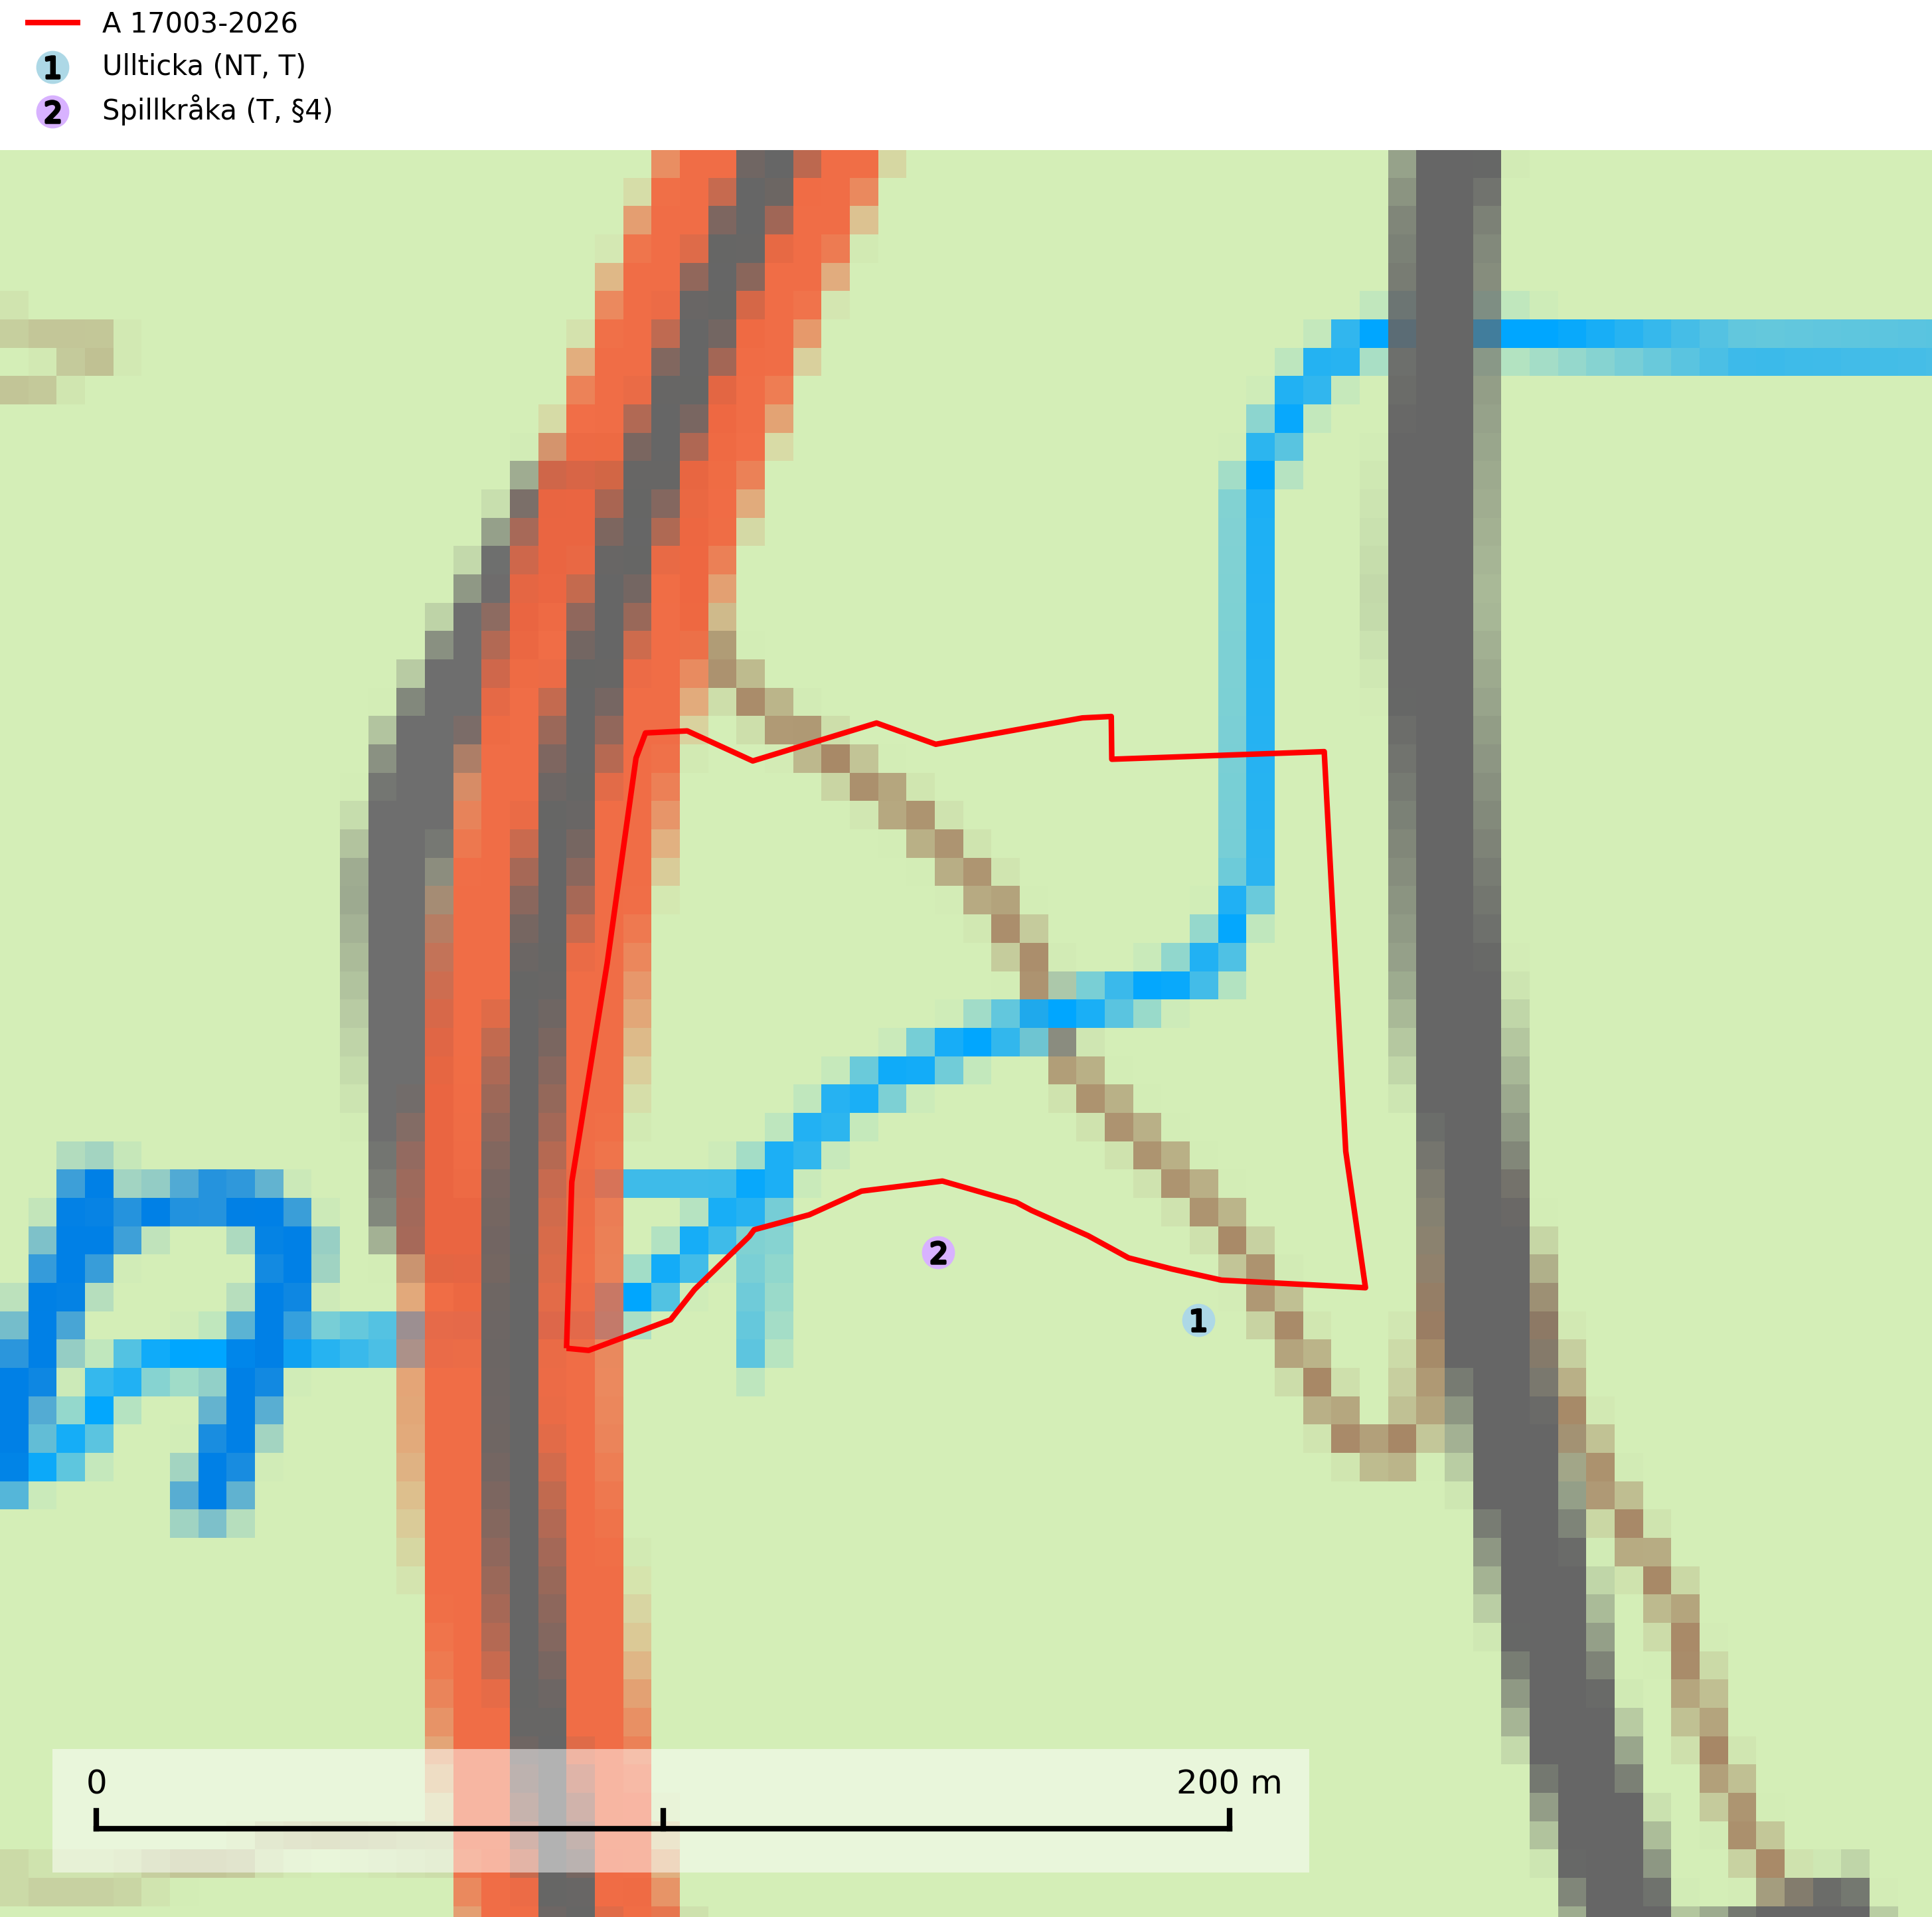 A 17003-2026
1 Ullticka (NT, T)
2 Spillkråka (T, §4)
2
1
0 200 m